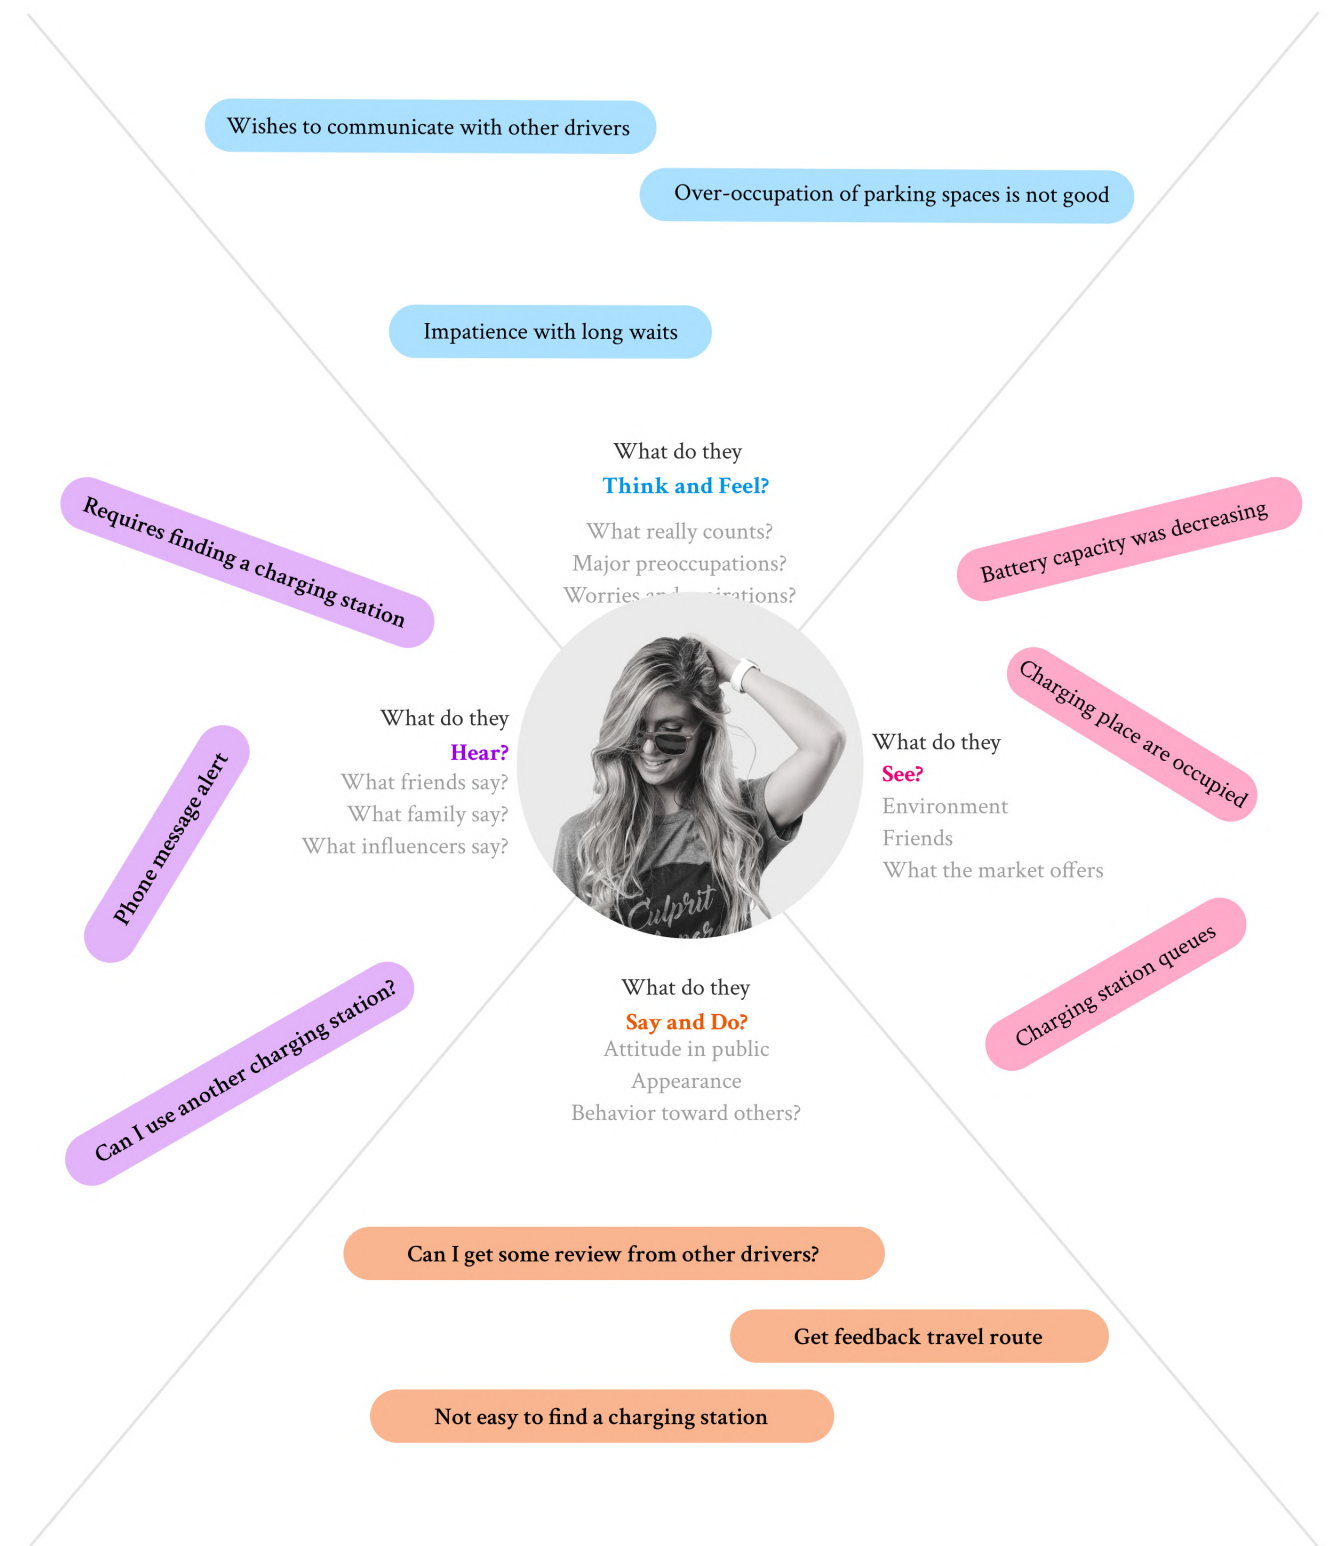 Wishes to communicate with other drivers
Over-occupation of parking spaces is not good
Impatience with long waits
What do they
Think and Feel?
What really counts?
Major preoccupations?
Worries and aspirations?
Requires finding a charging station
Phone message alert
Can I use another charging station?
What do they
Hear?
What friends say?
What family say?
What influencers say?
Culprit
What do they
See?
Environment
Friends
What the market offers
Battery capacity was decreasing
Charging place are occupied
Charging station queues
What do they
Say and Do?
Attitude in public
Appearance
Behavior toward others?
Can I get some review from other drivers?
Get feedback travel route
Not easy to find a charging station